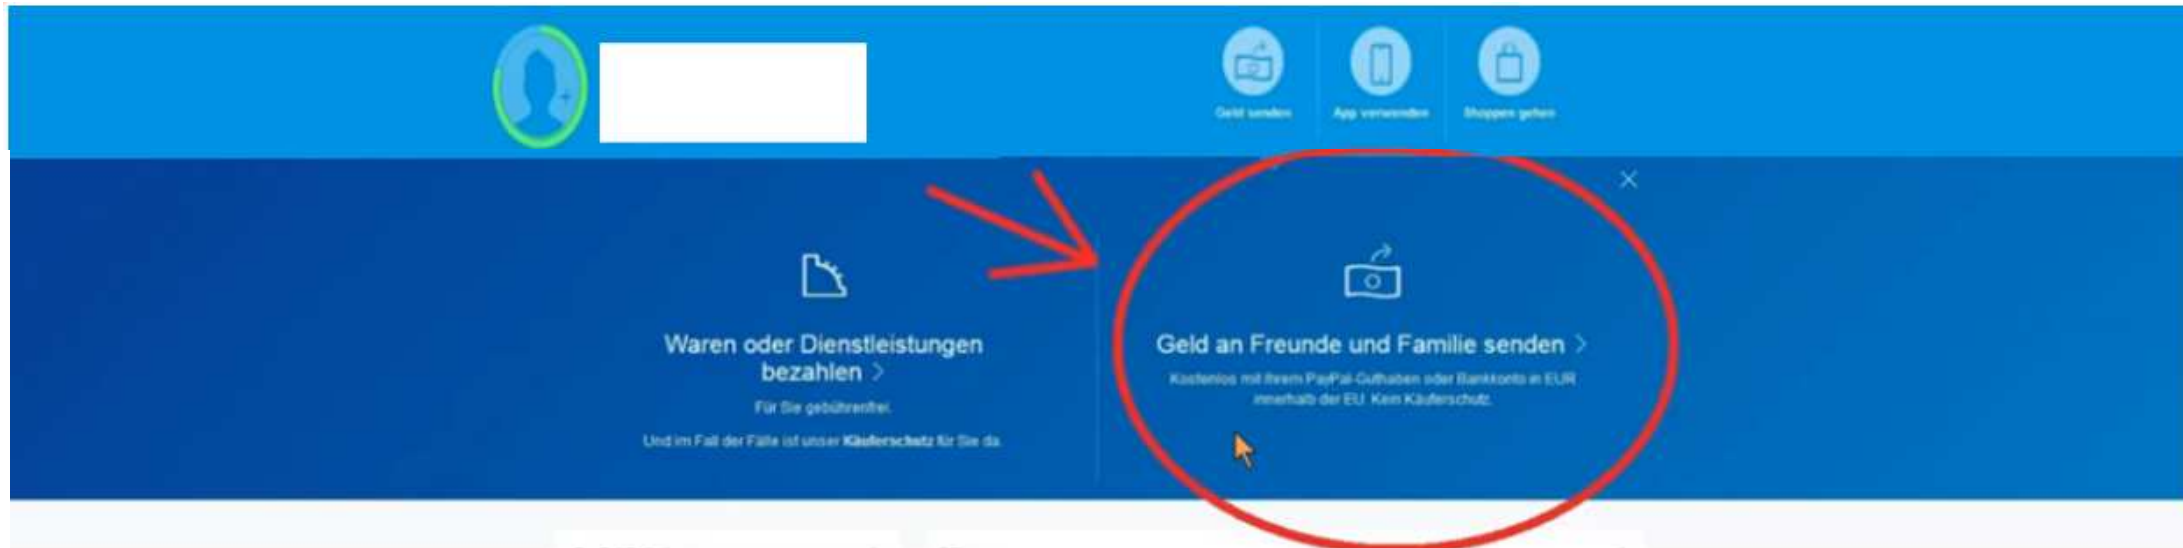 Geld senden
App verwenden
Shoppen gehen
Waren oder Dienstleistungen
bezahlen >
Für Sie gebührenfrei.
Und im Fall der Fälle ist unser Käuferschutz für Sie da.
Geld an Freunde und Familie senden >
Kostenlos mit Ihrem PayPal-Guthaben oder Bankkonto in EUR
innerhalb der EU. Kein Käuferschutz.